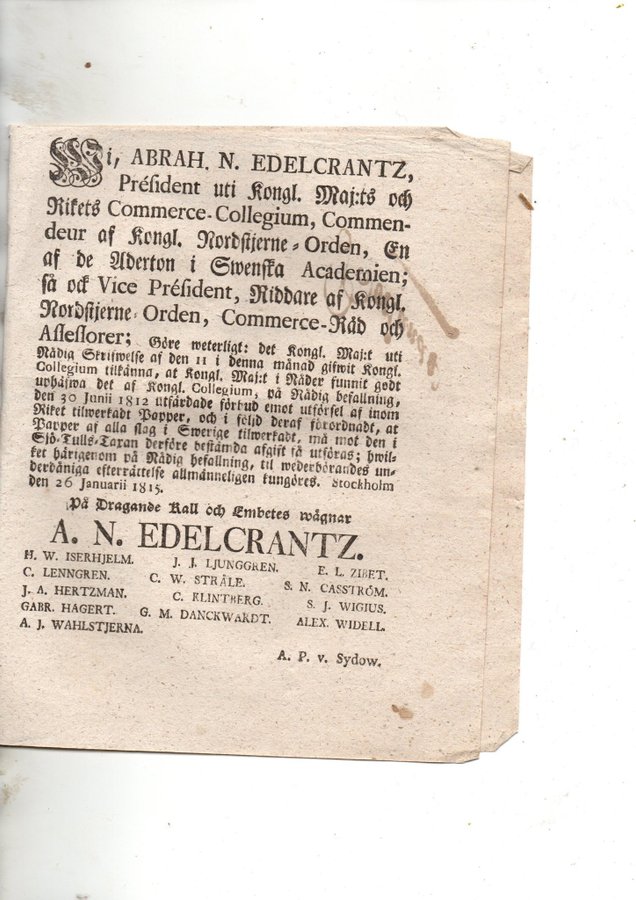 Wi, ABRAH. N. EDELCRANTZ,
Président uti Kongl. Maj:ts och
Rikets Commerce-Collegium, Commen-
deur af Kongl. Nordstjerne-Orden, En
af de Aderton i Swenska Academien;
så ock Vice Président, Riddare af Kongl.
Nordstjerne-Orden, Commerce-Råd och
Assessorer; Göre weterligt: det Kongl. Maj:t uti
Nådig Skrifwelse af den 11 i denna månad gifwit Kongl.
Collegium tilkänna, at Kongl. Maj:t i Nåder funnit godt
uphäfwa det af Kongl. Collegium, på Nådig befallning,
den 30 Junii 1812 utfärdade förbud emot utförsel af inom
Riket tilwerkadt Papper, och i följd deraf förordnadt, at
Papper af alla slag i Swerige tilwerkadt, må mot den i
Sjö-Tulls-Taxan derföre bestämda afgift få utföras; hwil-
ket härigenom på Nådig befallning, til wederbörandes un-
derdåniga efterrättelse allmänneligen kungöres. Stockholm
den 26 Januarii 1815.
På Dragande Kall och Embetes wägnar
A. N. EDELCRANTZ.
H. W. ISERHJELM. J. J. LJUNGGREN. E. L. ZIBET.
C. LENNGREN. C. W. STRÅLE. S. N. CASSTRÖM.
J. A. HERTZMAN. C. KLINTBERG. S. J. WIGIUS.
GABR. HAGERT. G. M. DANCKWARDT. ALEX. WIDELL.
A. J. WAHLSTJERNA.
A. P. v. Sydow.